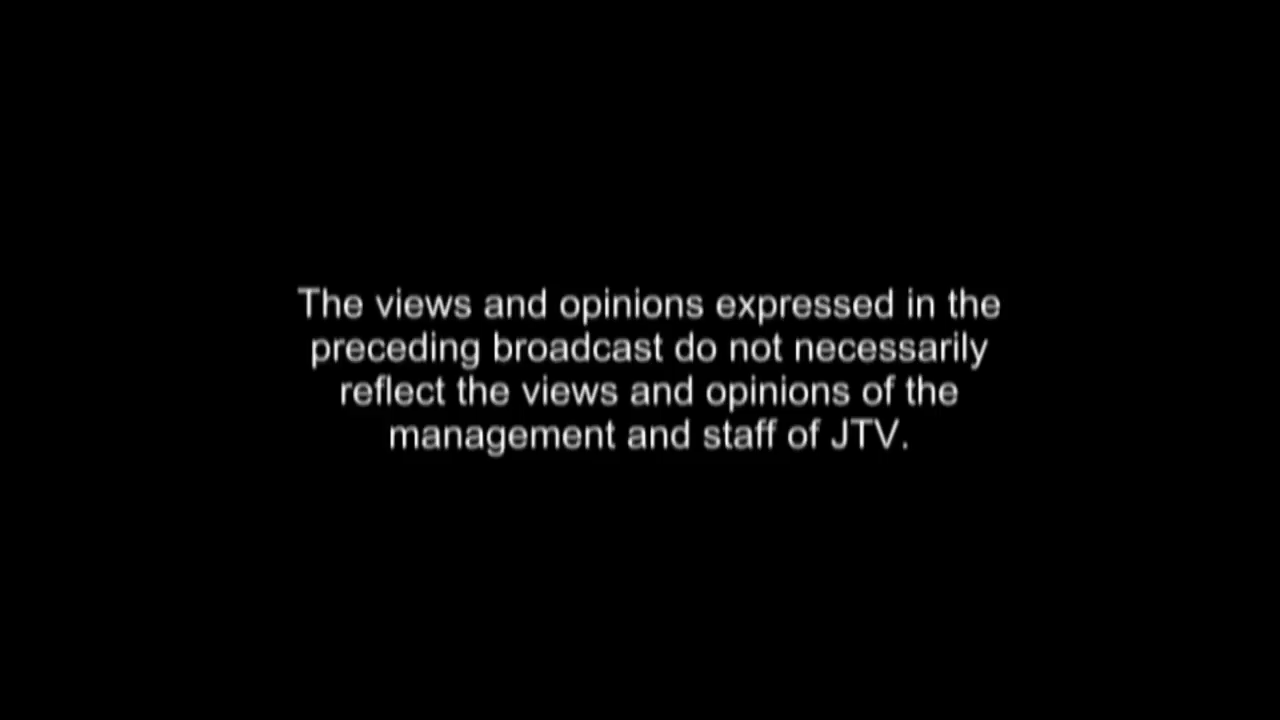 The views and opinions expressed in the
preceding broadcast do not necessarily
reflect the views and opinions of the
management and staff of JTV.